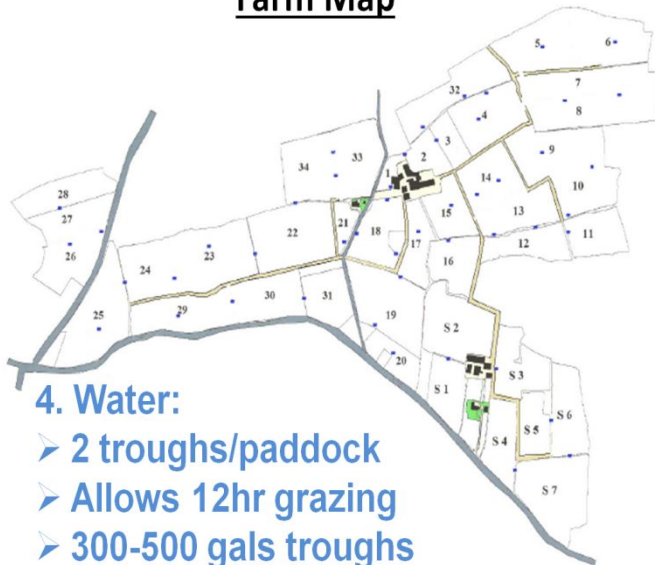 Farm Map
5
6
32
7
4
8
34
33
3
2
9
1
28
14
10
27
15
13
21
18
22
17
12
11
26
23
16
24
30
31
29
19
25
S 2
20
S 3
S 1
S 6
S 5
S 4
S 7
4. Water:
➢ 2 troughs/paddock
➢ Allows 12hr grazing
➢ 300-500 gals troughs